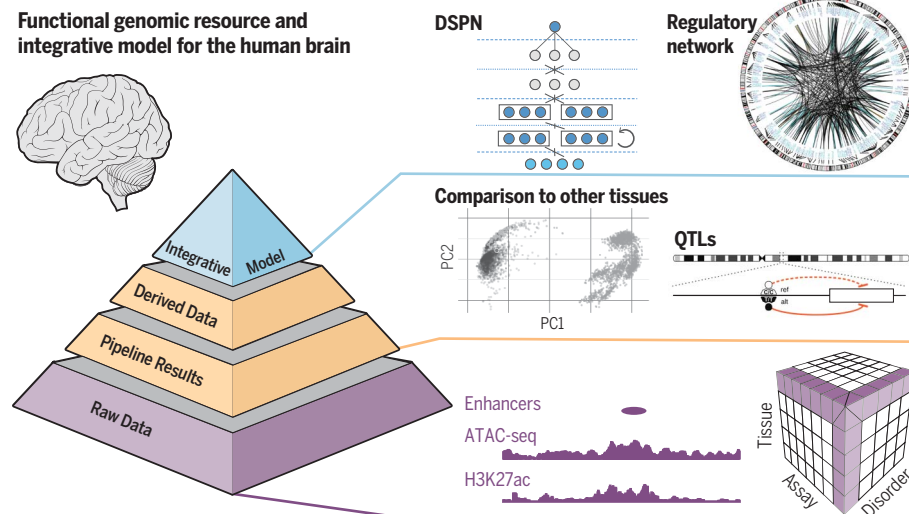 Functional genomic resource and
integrative model for the human brain
DSPN
Regulatory
network
Integrative Model
Derived Data
Pipeline Results
Raw Data
Comparison to other tissues
PC2
PC1
QTLs
ref
alt
Enhancers
ATAC-seq
H3K27ac
Tissue
Assay
Disorder